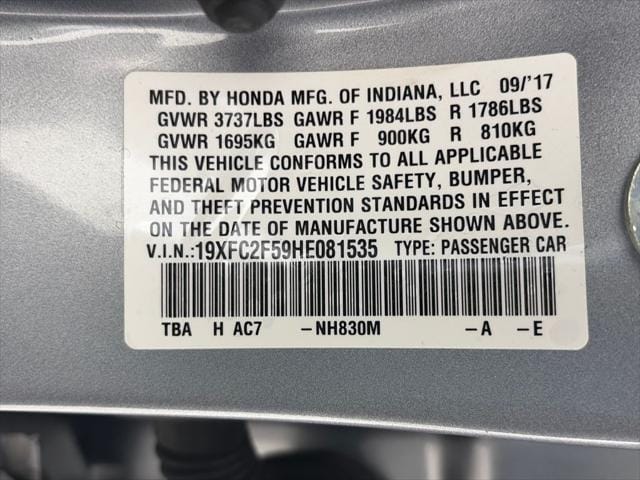 MFD. BY HONDA MFG. OF INDIANA, LLC 09/'17
GVWR 3737LBS GAWR F 1984LBS R 1786LBS
GVWR 1695KG GAWR F 900KG R 810KG
THIS VEHICLE CONFORMS TO ALL APPLICABLE
FEDERAL MOTOR VEHICLE SAFETY, BUMPER,
AND THEFT PREVENTION STANDARDS IN EFFECT
ON THE DATE OF MANUFACTURE SHOWN ABOVE.
V.I.N.:19XFC2F59HE081535 TYPE: PASSENGER CAR
TBA H AC7 -NH830M -A -E